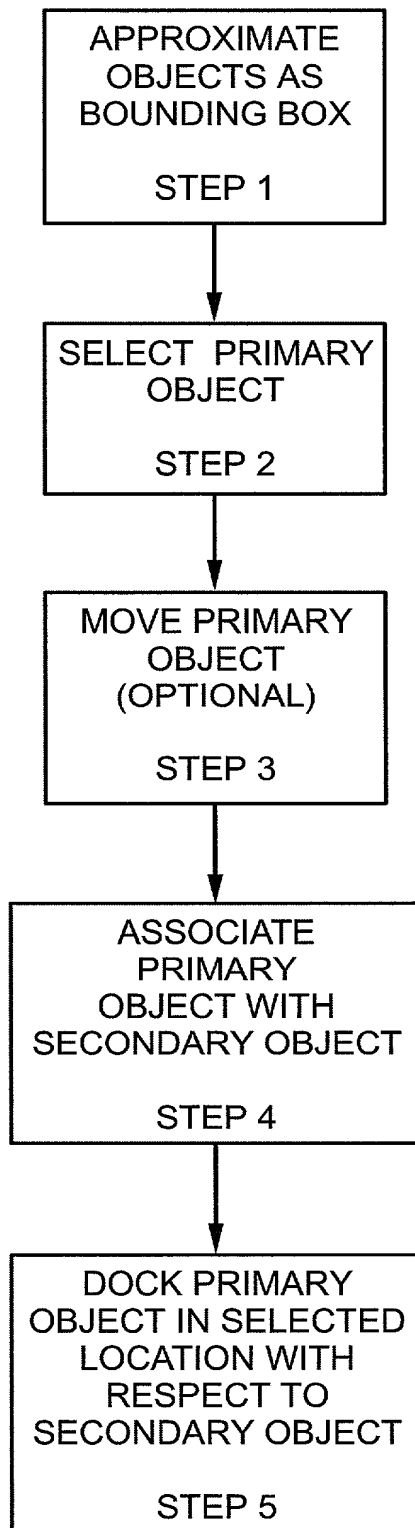 APPROXIMATE
OBJECTS AS
BOUNDING BOX
STEP 1
SELECT PRIMARY
OBJECT
STEP 2
MOVE PRIMARY
OBJECT
(OPTIONAL)
STEP 3
ASSOCIATE
PRIMARY
OBJECT WITH
SECONDARY OBJECT
STEP 4
DOCK PRIMARY
OBJECT IN SELECTED
LOCATION WITH
RESPECT TO
SECONDARY OBJECT
STEP 5